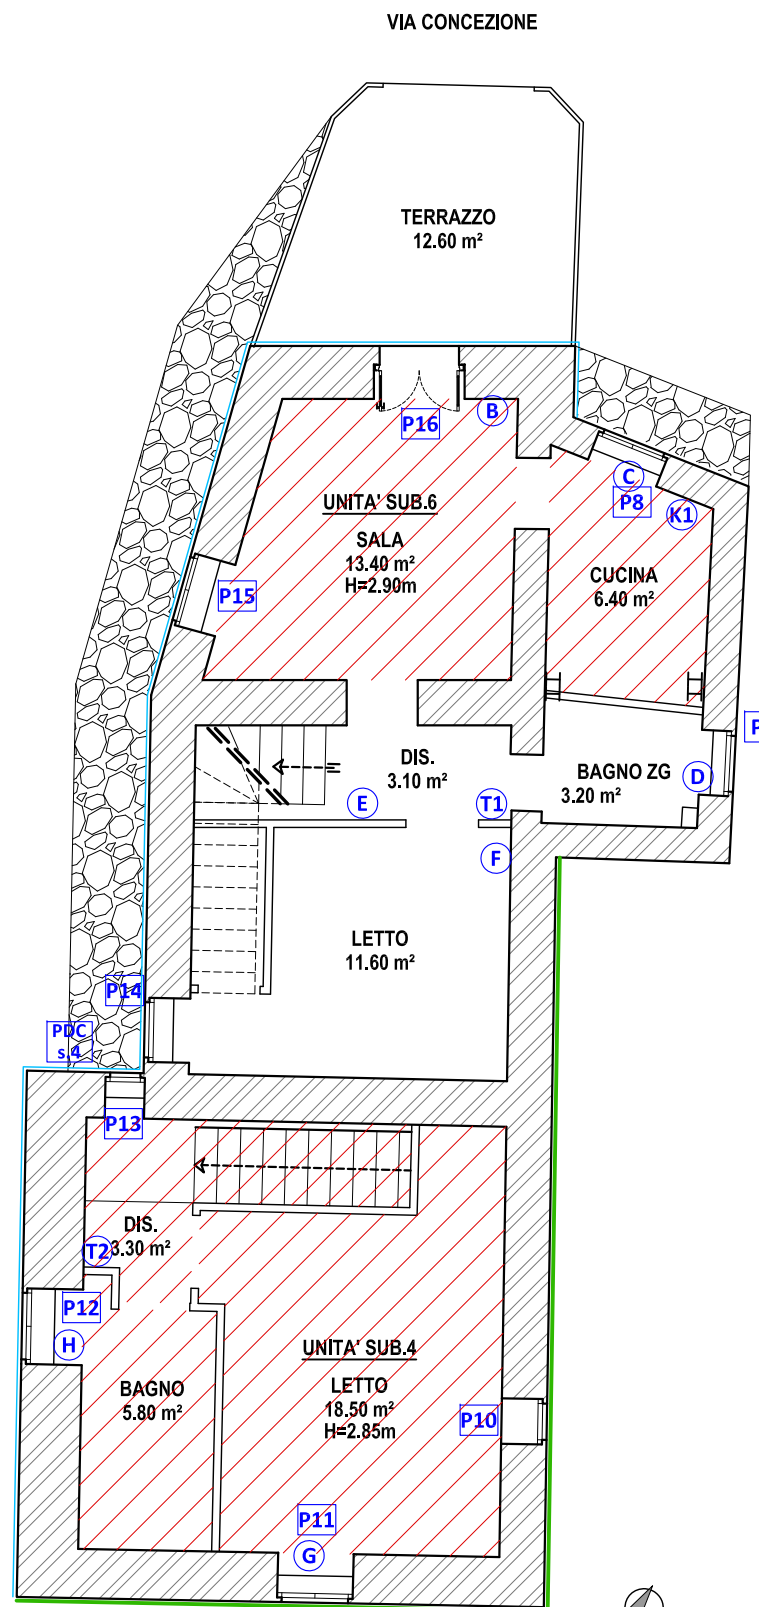 VIA CONCEZIONE
TERRAZZO
12.60 m²
B
P16
C
P8
K1
UNITA' SUB.6
SALA
13.40 m²
H=2.90m
CUCINA
6.40 m²
P15
DIS.
3.10 m²
P
BAGNO ZG
3.20 m²
D
E
T1
F
LETTO
11.60 m²
P14
PDC
s.4
P13
DIS.
3.30 m²
T2
P12
H
UNITA' SUB.4
LETTO
18.50 m²
H=2.85m
BAGNO
5.80 m²
P10
P11
G